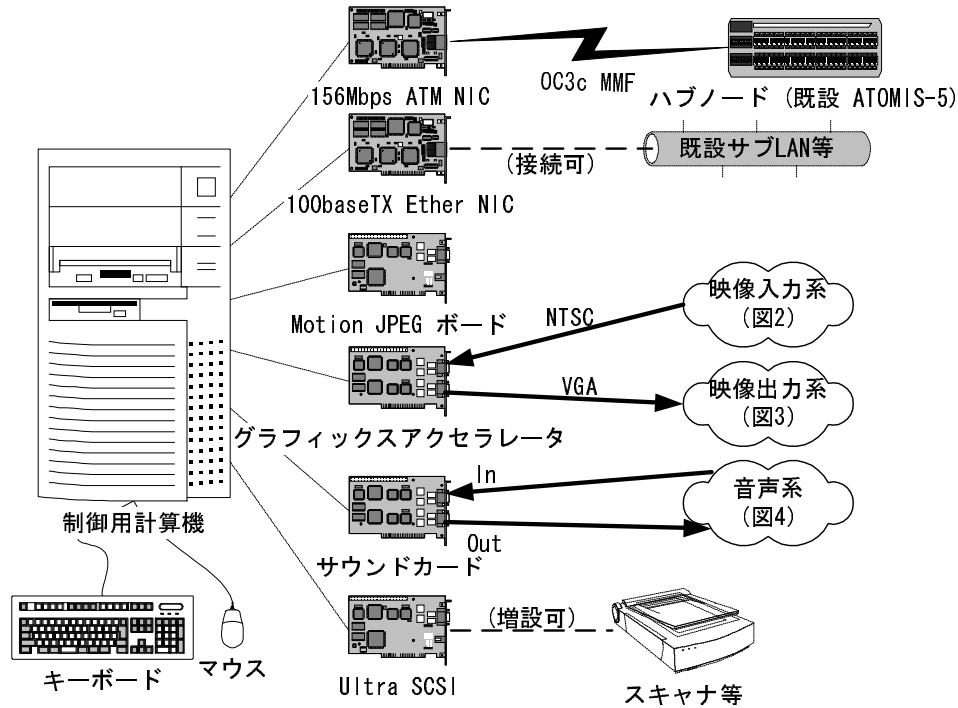 156Mbps ATM NIC
OC3c MMF
ハブノード (既設 ATOMIS-5)
100baseTX Ether NIC
(接続可)
既設サブLAN等
Motion JPEG ボード
NTSC
映像入力系
(図2)
グラフィックスアクセラレータ
VGA
映像出力系
(図3)
サウンドカード
In
Out
音声系
(図4)
制御用計算機
キーボード
マウス
Ultra SCSI
(増設可)
スキャナ等